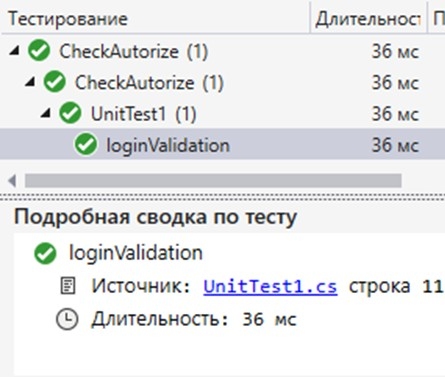 Тестирование Длительност П
CheckAutorize (1) 36 мс
CheckAutorize (1) 36 мс
UnitTest1 (1) 36 мс
loginValidation 36 мс
Подробная сводка по тесту
loginValidation
Источник: UnitTest1.cs строка 11
Длительность: 36 мс